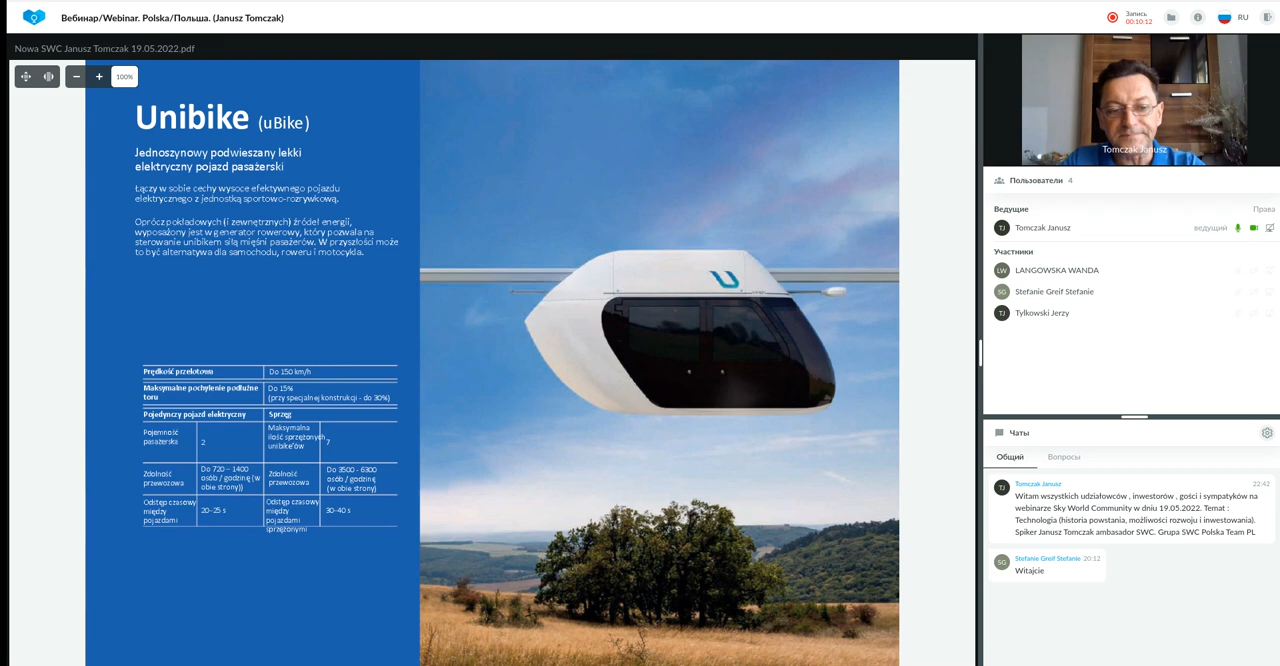 Вебинар/Webinar. Polska/Польша. (Janusz Tomczak)
Запись
00:10:12
RU
Nowa SWC Janusz Tomczak 19.05.2022.pdf
100%
Unibike (uBike)
Jednoszynowy podwieszany lekki
elektryczny pojazd pasażerski
Łączy w sobie cechy wysoce efektywnego pojazdu
elektrycznego z jednostką sportowo-rozrywkową.
Oprócz pokładowych (i zewnętrznych) źródeł energii,
wyposażony jest w generator rowerowy, który pozwala na
sterowanie unibikem siłą mięśni pasażerów. W przyszłości może
to być alternatywa dla samochodu, roweru i motocykla.
Prędkość przelotowa
Do 150 km/h
Maksymalne pochylenie podłużne
toru
Do 15%
(przy specjalnej konstrukcji - do 30%)
Pojedynczy pojazd elektryczny
Sprzęg
Pojemność
pasażerska
2
Maksymalna
ilość sprzężonych
unibike'ów
7
Zdolność
przewozowa
Do 720 – 1400
osób / godzinę (w
obie strony))
Zdolność
przewozowa
Do 3500 - 6300
osób / godzinę
(w obie strony)
Odstęp czasowy
między
pojazdami
20–25 s
Odstęp czasowy
między
pojazdami
sprzężonymi
30-40 s
Tomczak Janusz
Пользователи 4
Ведущие
Права
TJ
Tomczak Janusz
ведущий
Участники
LW
LANGOWSKA WANDA
SG
Stefanie Greif Stefanie
TJ
Tylkowski Jerzy
Чаты
Общий
Вопросы
TJ
Tomczak Janusz
22:42
Witam wszystkich udziałowców , inwestorów , gości i sympatyków na
webinarze Sky World Community w dniu 19.05.2022. Temat :
Technologia (historia powstania, możliwości rozwoju i inwestowania).
Spiker Janusz Tomczak ambasador SWC. Grupa SWC Polska Team PL
SG
Stefanie Greif Stefanie 20:12
Witajcie